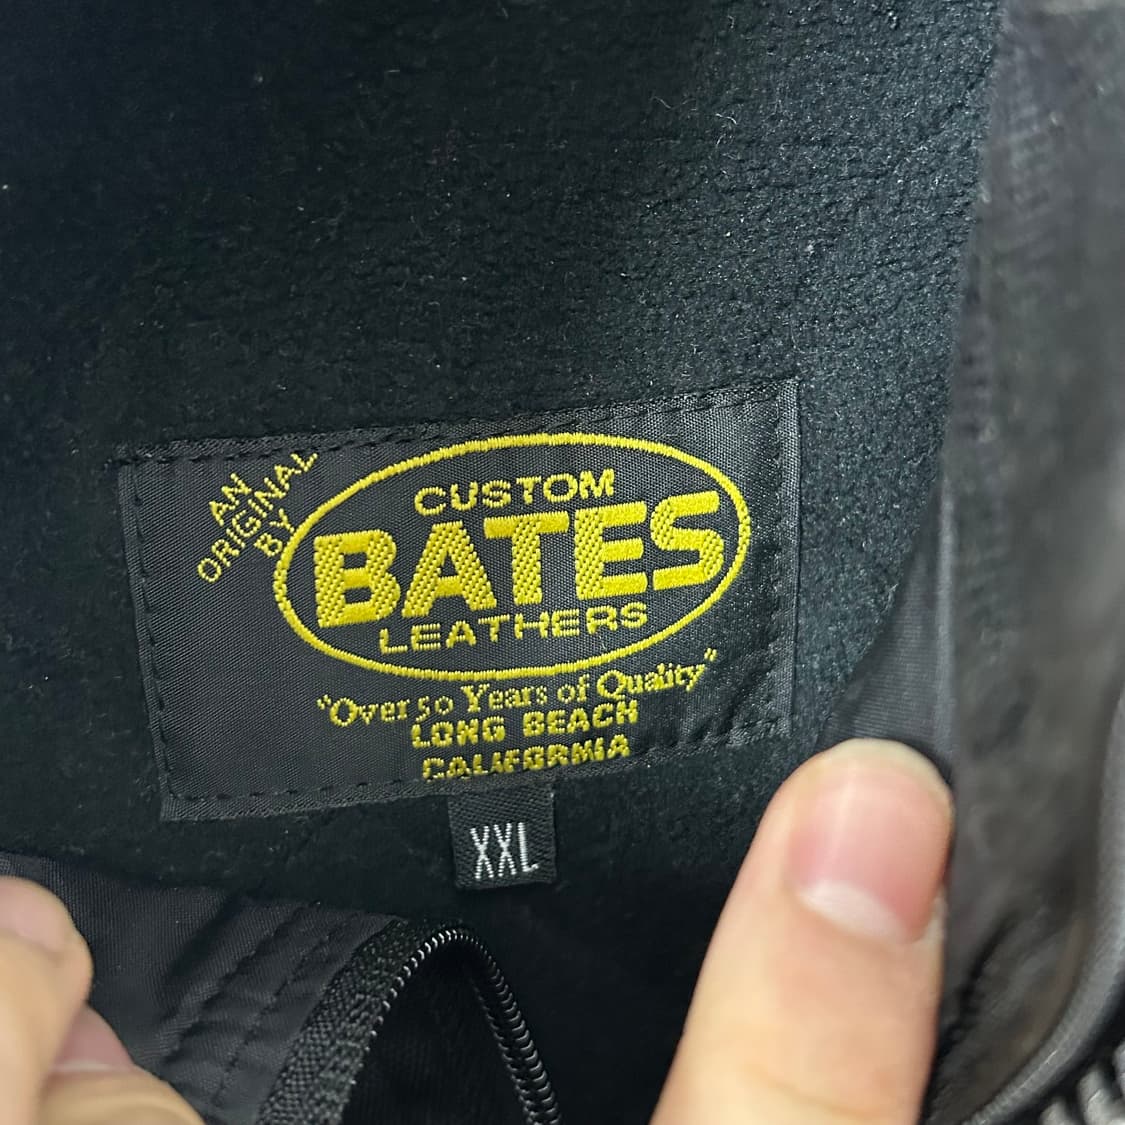 AN
ORIGINAL
BY
CUSTOM
BATES
LEATHERS
"Over 50 Years of Quality"
LONG BEACH
CALIFORNIA
XXL